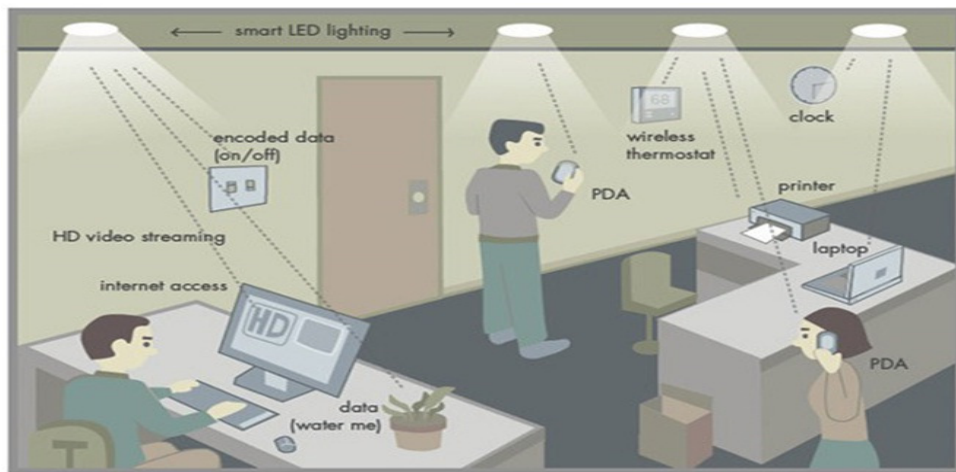 smart LED lighting
encoded data
(on/off)
68
wireless
thermostat
clock
PDA
printer
HD video streaming
laptop
internet access
HD
PDA
data
(water me)
T